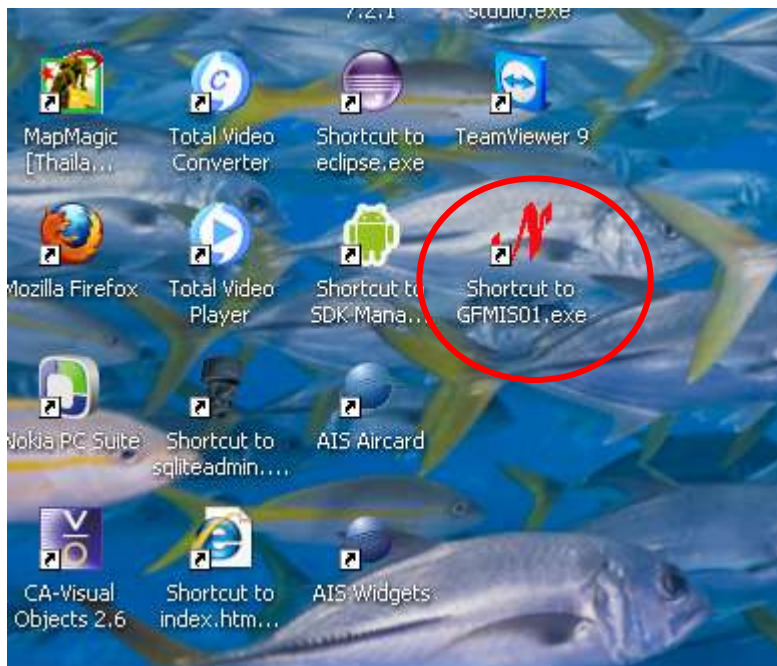 7.2.1
studio.exe
MapMagic
[Thaila...
Total Video
Converter
Shortcut to
eclipse.exe
TeamViewer 9
Mozilla Firefox
Total Video
Player
Shortcut to
SDK Mana...
Shortcut to
GFMIS01.exe
Nokia PC Suite
Shortcut to
sqliteadmin....
AIS Aircard
CA-Visual
Objects 2.6
Shortcut to
index.htm...
AIS Widgets